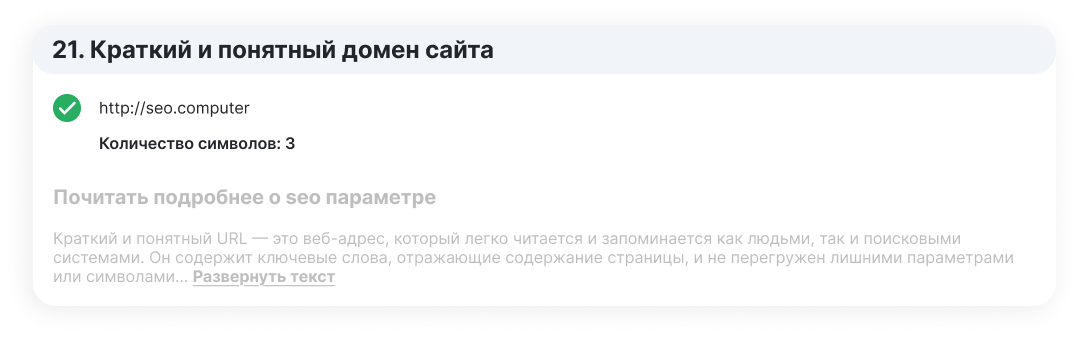 21. Краткий и понятный домен сайта
http://seo.computer
Количество символов: 3
Почитать подробнее о seo параметре
Краткий и понятный URL — это веб-адрес, который легко читается и запоминается как людьми, так и поисковыми
системами. Он содержит ключевые слова, отражающие содержание страницы, и не перегружен лишними параметрами
или символами... Развернуть текст